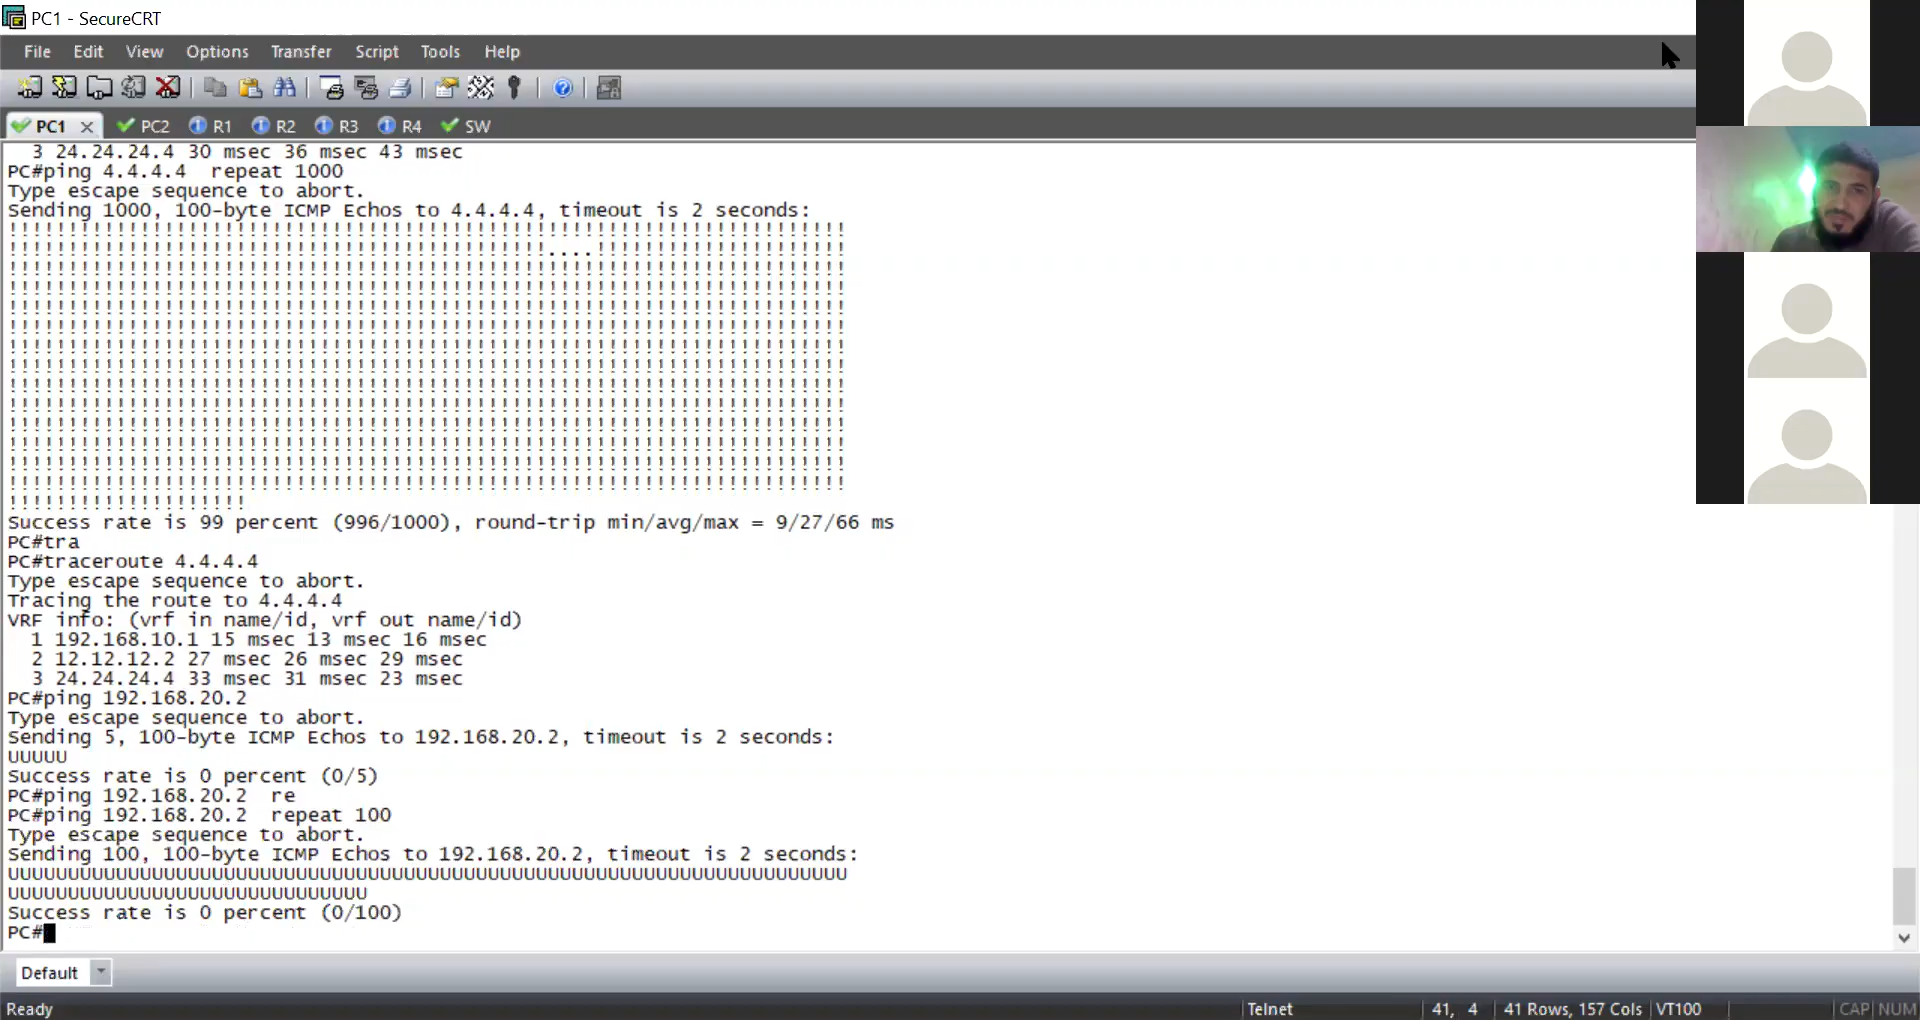 PC1 - SecureCRT
File Edit View Options Transfer Script Tools Help
PC1 PC2 R1 R2 R3 R4 SW
3 24.24.24.4 30 msec 36 msec 43 msec
PC#ping 4.4.4.4  repeat 1000
Type escape sequence to abort.
Sending 1000, 100-byte ICMP Echos to 4.4.4.4, timeout is 2 seconds:
!!!!!!!!!!!!!!!!!!!!!!!!!!!!!!!!!!!!!!!!!!!!!!!!!!!!!!!!!!!!!!!!!!!!!!
!!!!!!!!!!!!!!!!!!!!!!!!!!!!!!!!!!!!!!!!!!!!!....!!!!!!!!!!!!!!!!!!!!!
!!!!!!!!!!!!!!!!!!!!!!!!!!!!!!!!!!!!!!!!!!!!!!!!!!!!!!!!!!!!!!!!!!!!!!
!!!!!!!!!!!!!!!!!!!!!!!!!!!!!!!!!!!!!!!!!!!!!!!!!!!!!!!!!!!!!!!!!!!!!!
!!!!!!!!!!!!!!!!!!!!!!!!!!!!!!!!!!!!!!!!!!!!!!!!!!!!!!!!!!!!!!!!!!!!!!
!!!!!!!!!!!!!!!!!!!!!!!!!!!!!!!!!!!!!!!!!!!!!!!!!!!!!!!!!!!!!!!!!!!!!!
!!!!!!!!!!!!!!!!!!!!!!!!!!!!!!!!!!!!!!!!!!!!!!!!!!!!!!!!!!!!!!!!!!!!!!
!!!!!!!!!!!!!!!!!!!!!!!!!!!!!!!!!!!!!!!!!!!!!!!!!!!!!!!!!!!!!!!!!!!!!!
!!!!!!!!!!!!!!!!!!!!!!!!!!!!!!!!!!!!!!!!!!!!!!!!!!!!!!!!!!!!!!!!!!!!!!
!!!!!!!!!!!!!!!!!!!!!!!!!!!!!!!!!!!!!!!!!!!!!!!!!!!!!!!!!!!!!!!!!!!!!!
!!!!!!!!!!!!!!!!!!!!!!!!!!!!!!!!!!!!!!!!!!!!!!!!!!!!!!!!!!!!!!!!!!!!!!
!!!!!!!!!!!!!!!!!!!!!!!!!!!!!!!!!!!!!!!!!!!!!!!!!!!!!!!!!!!!!!!!!!!!!!
!!!!!!!!!!!!!!!!!!!!!!!!!!!!!!!!!!!!!!!!!!!!!!!!!!!!!!!!!!!!!!!!!!!!!!
!!!!!!!!!!!!!!!!!!!!!!!!!!!!!!!!!!!!!!!!!!!!!!!!!!!!!!!!!!!!!!!!!!!!!!
!!!!!!!!!!!!!!!!!!!!
Success rate is 99 percent (996/1000), round-trip min/avg/max = 9/27/66 ms
PC#tra
PC#traceroute 4.4.4.4
Type escape sequence to abort.
Tracing the route to 4.4.4.4
VRF info: (vrf in name/id, vrf out name/id)
1 192.168.10.1 15 msec 13 msec 16 msec
2 12.12.12.2 27 msec 26 msec 29 msec
3 24.24.24.4 33 msec 31 msec 23 msec
PC#ping 192.168.20.2
Type escape sequence to abort.
Sending 5, 100-byte ICMP Echos to 192.168.20.2, timeout is 2 seconds:
UUUUU
Success rate is 0 percent (0/5)
PC#ping 192.168.20.2  re
PC#ping 192.168.20.2  repeat 100
Type escape sequence to abort.
Sending 100, 100-byte ICMP Echos to 192.168.20.2, timeout is 2 seconds:
UUUUUUUUUUUUUUUUUUUUUUUUUUUUUUUUUUUUUUUUUUUUUUUUUUUUUUUUUUUUUUUUUUUUUU
UUUUUUUUUUUUUUUUUUUUUUUUUUUUUU
Success rate is 0 percent (0/100)
PC#
Default
Ready Telnet 41, 4 41 Rows, 157 Cols VT100 CAP NUM